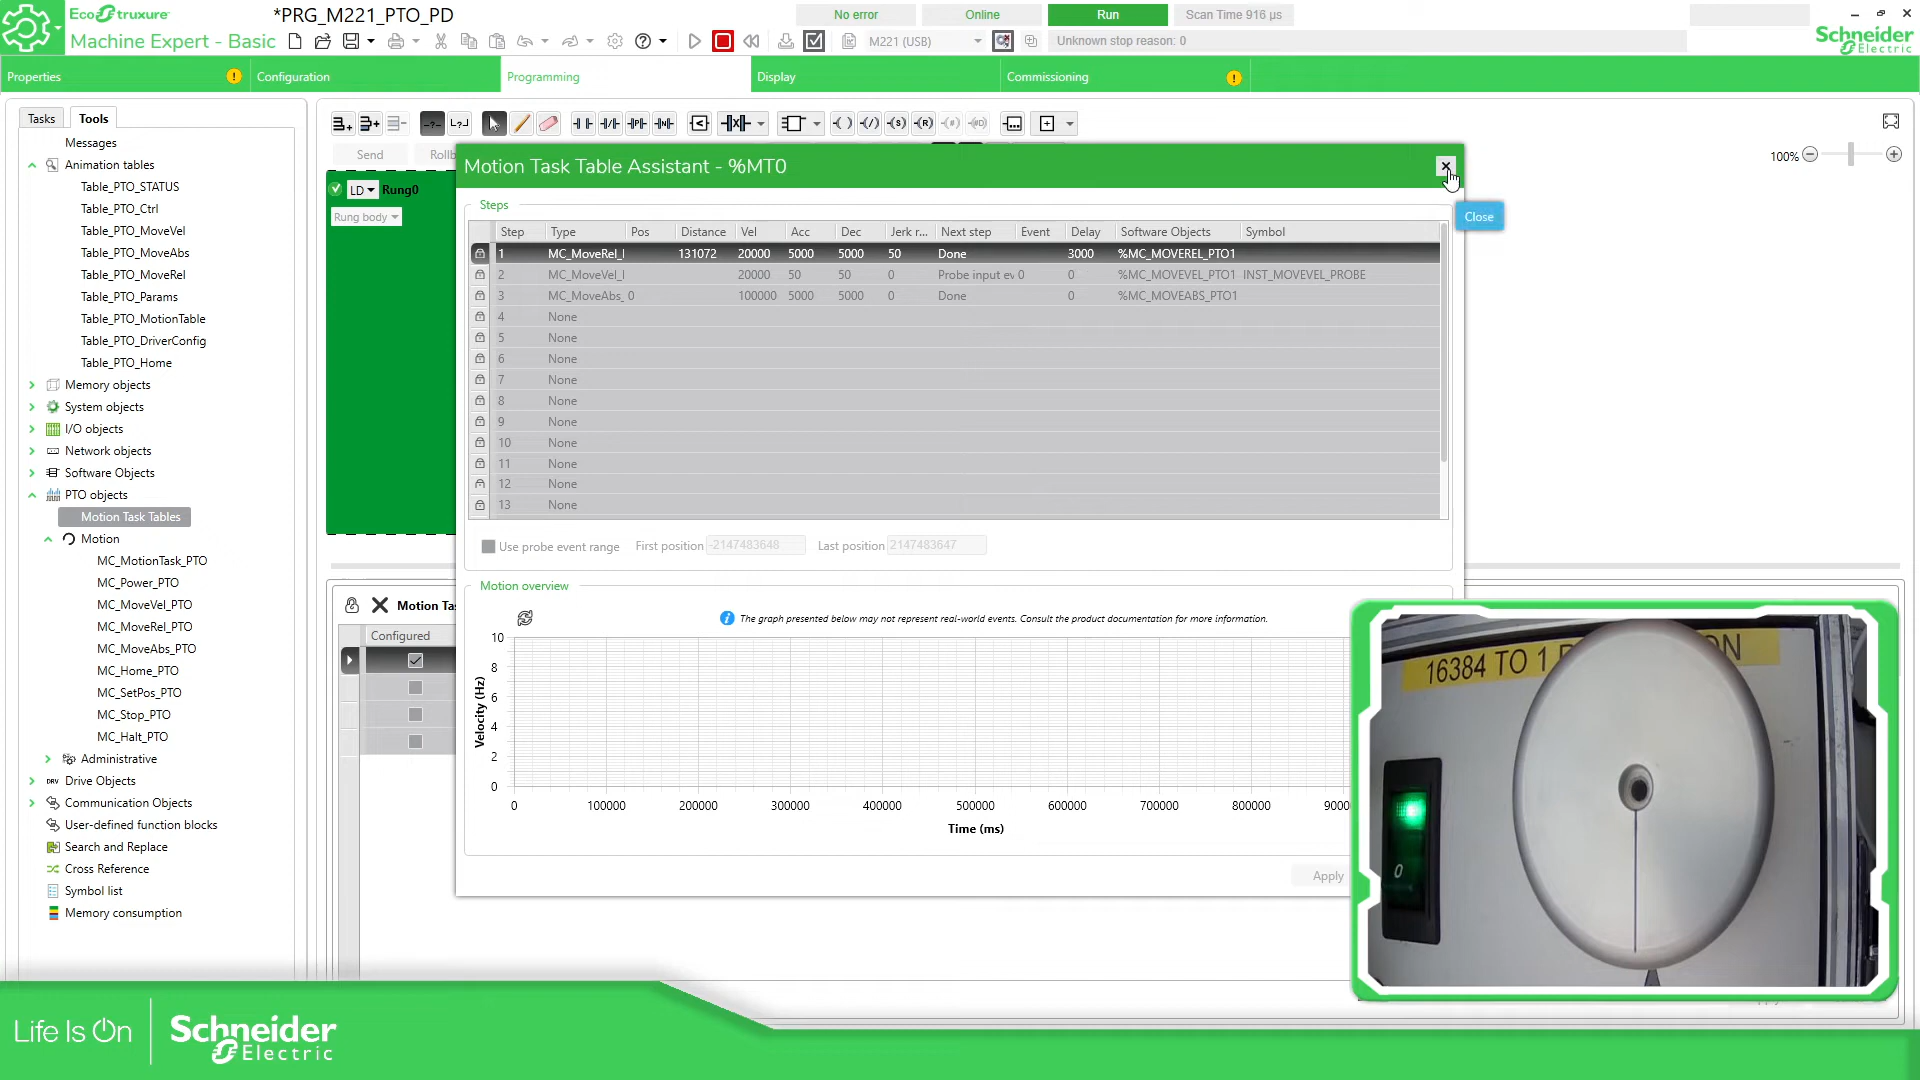 EcoStruxure
Machine Expert - Basic
*PRG_M221_PTO_PD
No error
Online
Run
Scan Time 916 µs
M221 (USB)
Unknown stop reason: 0
Schneider
Electric
Properties
Configuration
Programming
Display
Commissioning
Tasks
Tools
Messages
Animation tables
Table_PTO_STATUS
Table_PTO_Ctrl
Table_PTO_MoveVel
Table_PTO_MoveAbs
Table_PTO_MoveRel
Table_PTO_Params
Table_PTO_MotionTable
Table_PTO_DriverConfig
Table_PTO_Home
Memory objects
System objects
I/O objects
Network objects
Software Objects
PTO objects
Motion Task Tables
Motion
MC_MotionTask_PTO
MC_Power_PTO
MC_MoveVel_PTO
MC_MoveRel_PTO
MC_MoveAbs_PTO
MC_Home_PTO
MC_SetPos_PTO
MC_Stop_PTO
MC_Halt_PTO
Administrative
DRV Drive Objects
Communication Objects
User-defined function blocks
Search and Replace
Cross Reference
Symbol list
Memory consumption
Send
Rollb
100%
LD Rung0
Rung body
Motion Task Table Assistant - %MT0
Close
Steps
Step Type Pos Distance Vel Acc Dec Jerk r... Next step Event Delay Software Objects Symbol
1 MC_MoveRel_I 131072 20000 5000 5000 50 Done 3000 %MC_MOVEREL_PTO1
2 MC_MoveVel_I 20000 50 50 0 Probe input ev 0 0 %MC_MOVEVEL_PTO1 INST_MOVEVEL_PROBE
3 MC_MoveAbs_ 0 100000 5000 5000 0 Done 0 %MC_MOVEABS_PTO1
4 None
5 None
6 None
7 None
8 None
9 None
10 None
11 None
12 None
13 None
Use probe event range First position -2147483648 Last position 2147483647
Motion overview
The graph presented below may not represent real-world events. Consult the product documentation for more information.
Velocity (Hz)
10
8
6
4
2
0
0 100000 200000 300000 400000 500000 600000 700000 800000 9000
Time (ms)
Apply
Motion Ta
Configured
16384 TO 1
ON
0
Life Is On
Schneider
Electric